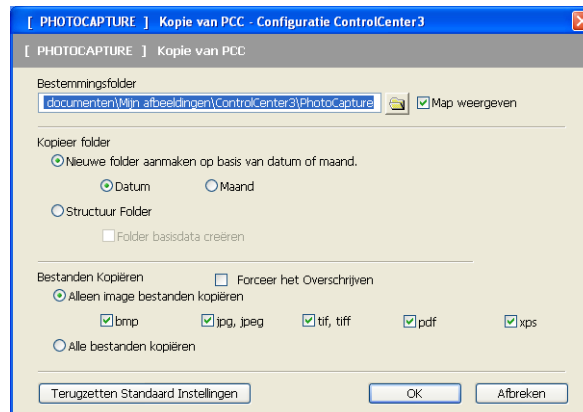 [ PHOTOCAPTURE ] Kopie van PCC - Configuratie ControlCenter3
[ PHOTOCAPTURE ] Kopie van PCC
Bestemmingsfolder
documenten\Mijn afbeeldingen\ControlCenter3\PhotoCapture Map weergeven
Kopieer folder
Nieuwe folder aanmaken op basis van datum of maand.
Datum Maand
Structuur Folder
Folder basisdata creëren
Bestanden Kopiëren Forceer het Overschrijven
Alleen image bestanden kopiëren
bmp jpg, jpeg tif, tiff pdf xps
Alle bestanden kopiëren
Terugzetten Standaard Instellingen OK Afbreken